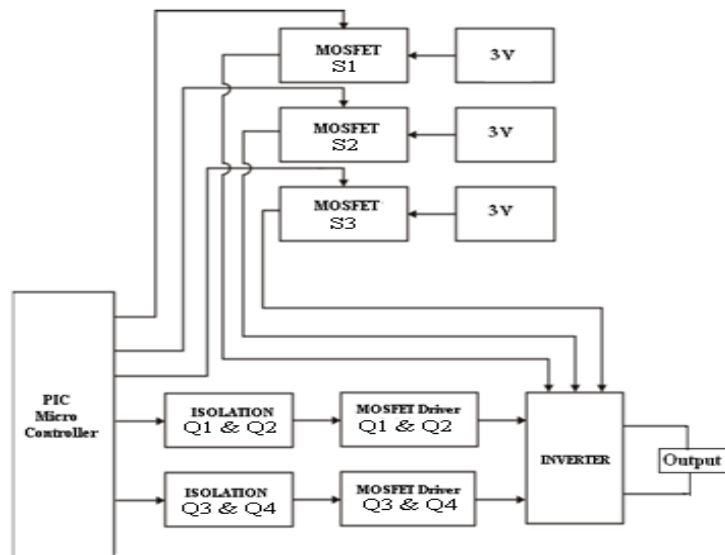 MOSFET
S1
3V
MOSFET
S2
3V
MOSFET
S3
3V
PIC
Micro
Controller
ISOLATION
Q1 & Q2
MOSFET Driver
Q1 & Q2
INVERTER
Output
ISOLATION
Q3 & Q4
MOSFET Driver
Q3 & Q4